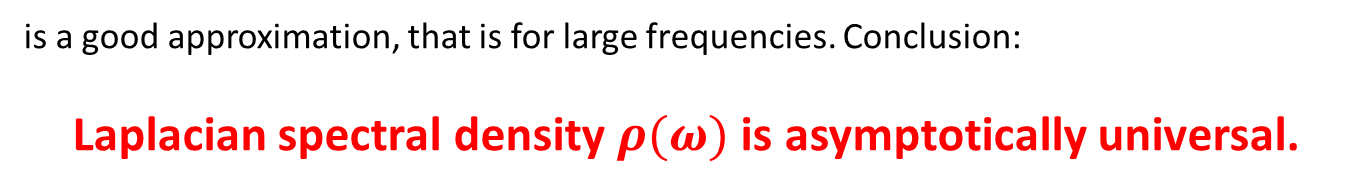 is a good approximation, that is for large frequencies. Conclusion:
Laplacian spectral density ρ(ω) is asymptotically universal.